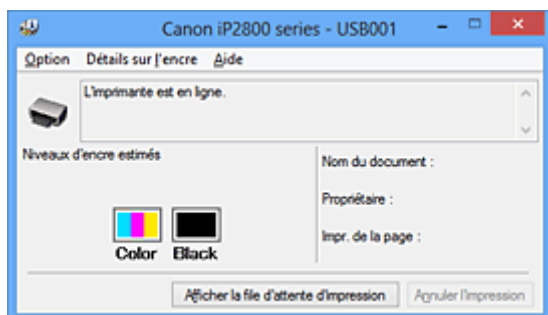 Canon iP2800 series - USB001
Option Détails sur l'encre Aide
L'imprimante est en ligne.
Niveaux d'encre estimés
Nom du document :
Propriétaire :
Impr. de la page :
Color Black
Afficher la file d'attente d'impression Annuler l'impression